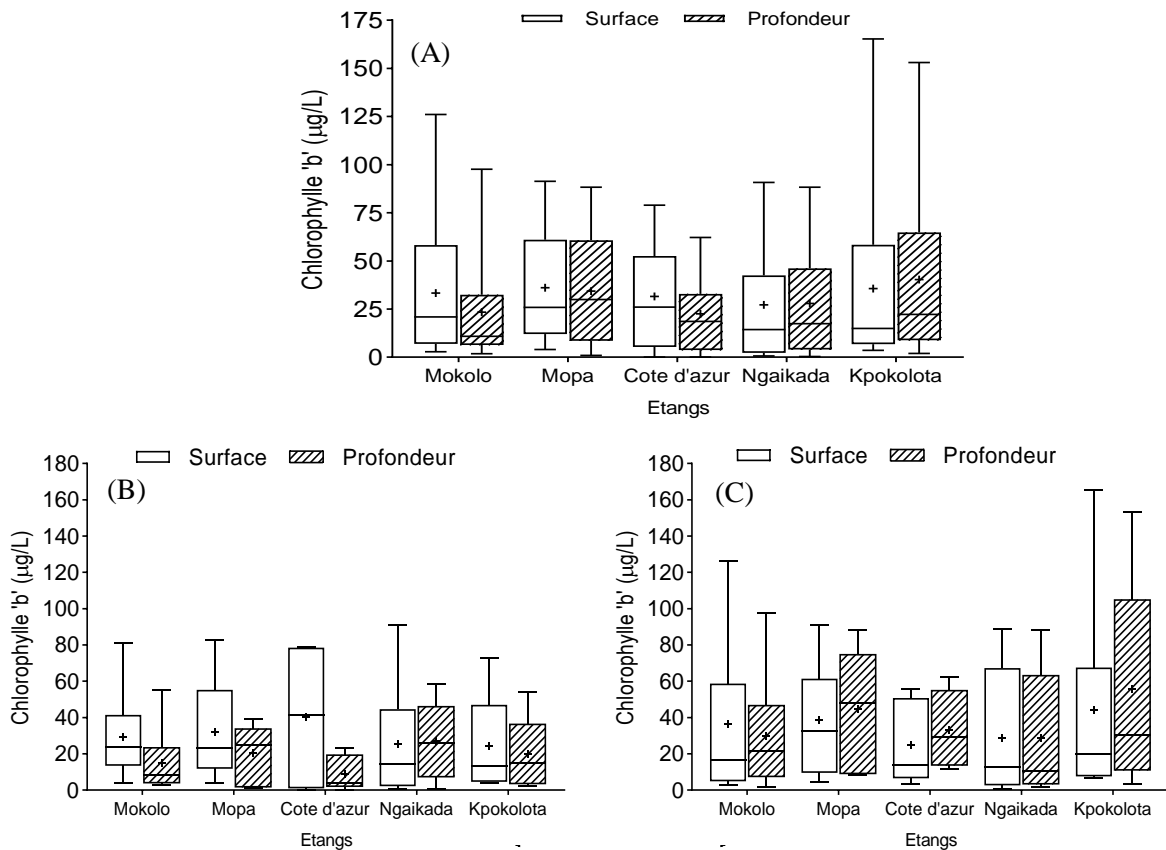 Surface Profondeur
(A)
Chlorophylle 'b' (µg/L)
175
150
125
100
75
50
25
0
Mokolo Mopa Cote d'azur Ngaikada Kpokolota
Etangs
Surface Profondeur
(B)
Chlorophylle 'b' (µg/L)
180
160
140
120
100
80
60
40
20
0
Mokolo Mopa Cote d'azur Ngaikada Kpokolota
Etangs
Surface Profondeur
(C)
Chlorophylle 'b' (µg/L)
180
160
140
120
100
80
60
40
20
0
Mokolo Mopa Cote d'azur Ngaikada Kpokolota
Etangs